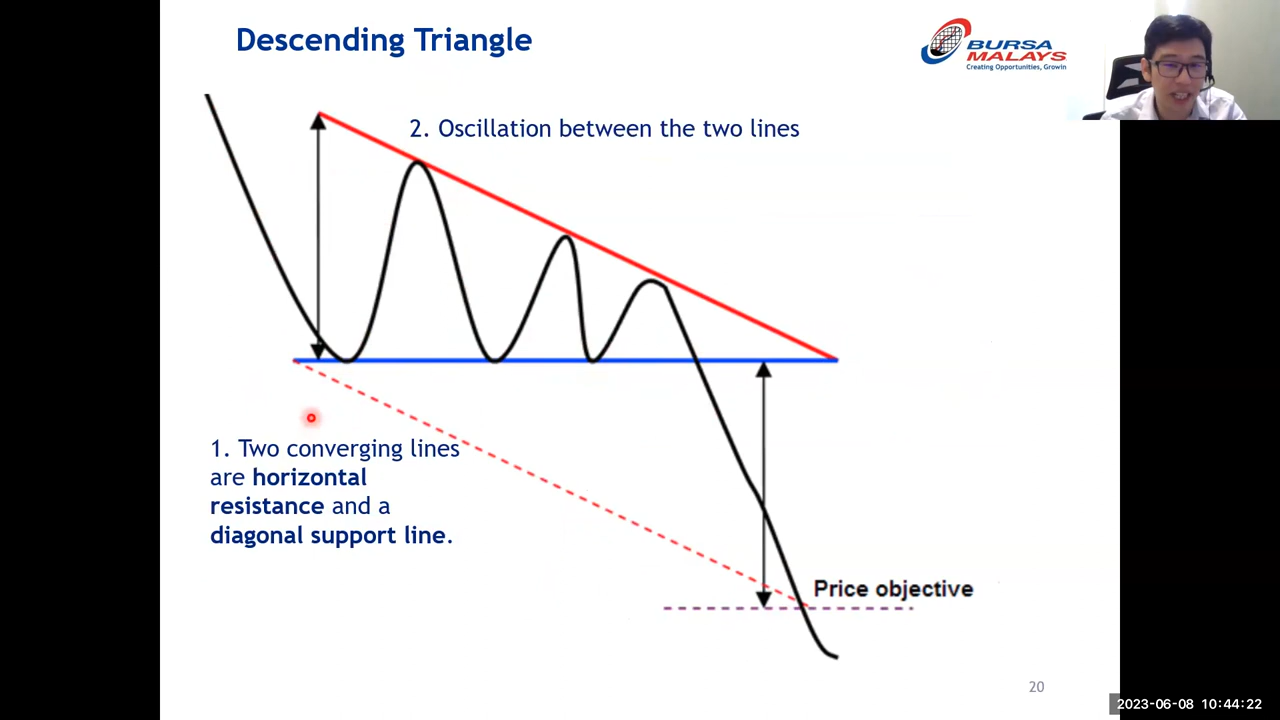 Descending Triangle
BURSA
MALAYS
Creating Opportunities, Growin
2. Oscillation between the two lines
1. Two converging lines
are horizontal
resistance and a
diagonal support line.
Price objective
20
2023-06-08 10:44:22